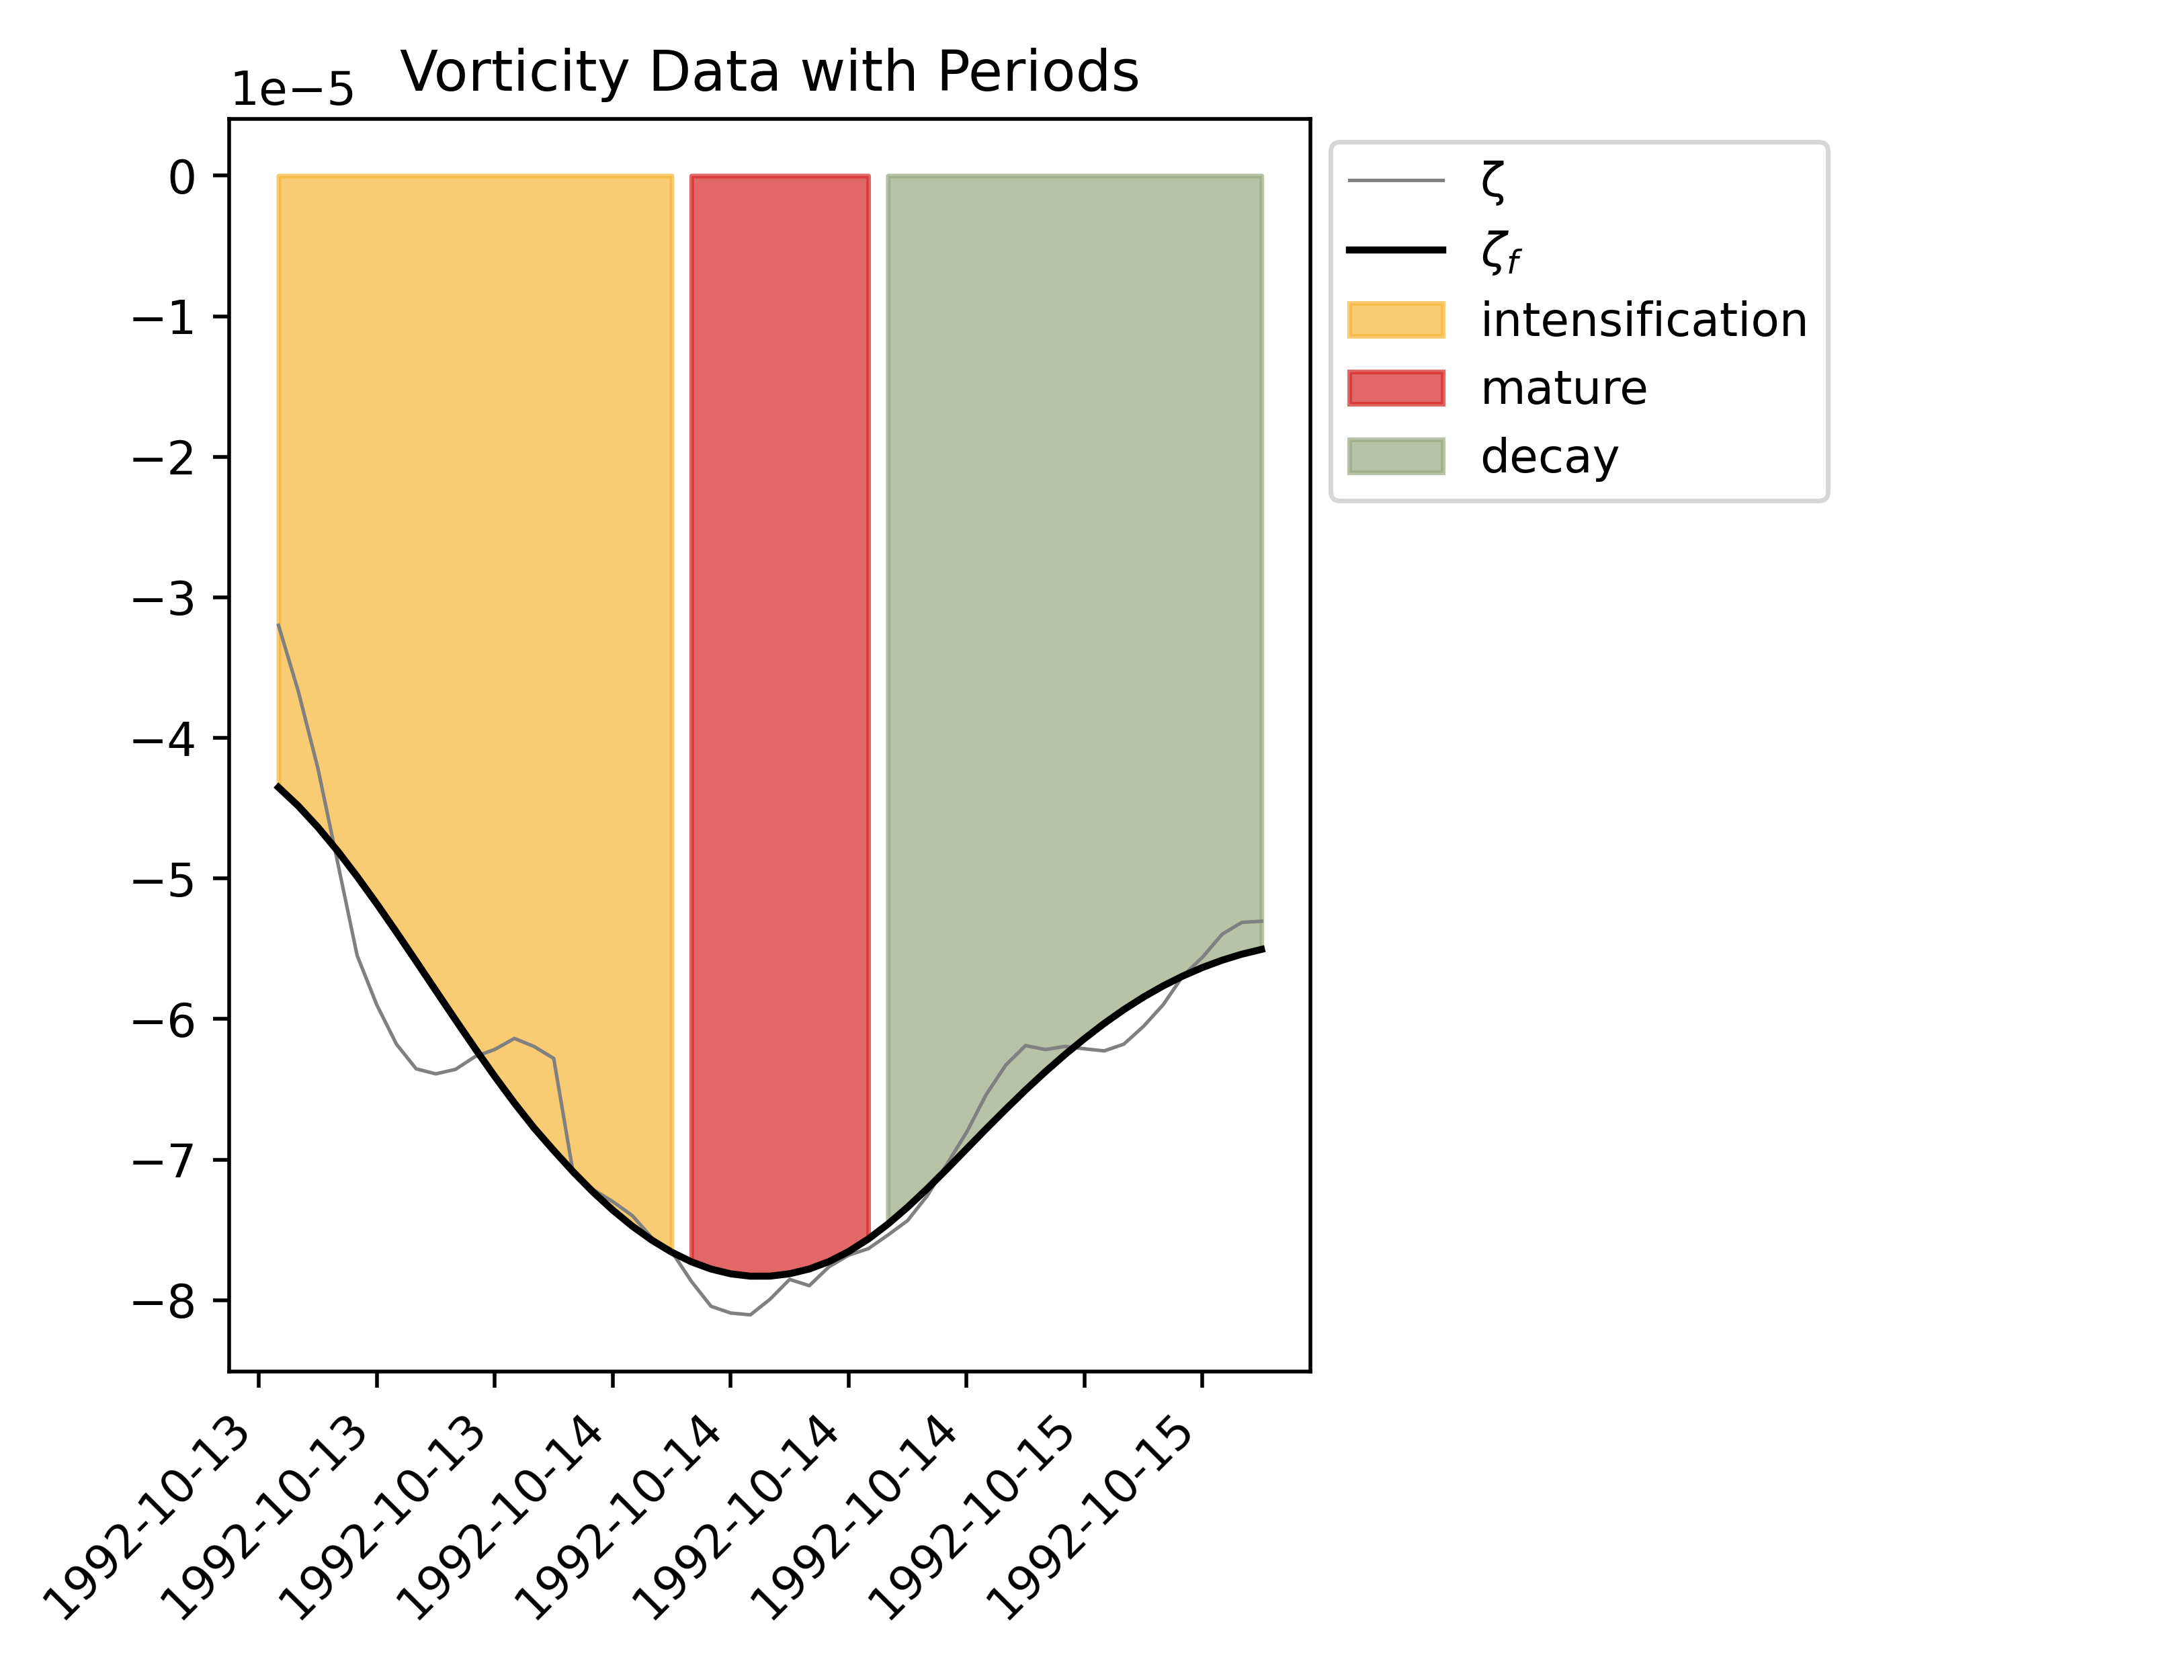 Vorticity Data with Periods
1e−5
0
−1
−2
−3
−4
−5
−6
−7
−8
1992-10-13
1992-10-13
1992-10-13
1992-10-14
1992-10-14
1992-10-14
1992-10-14
1992-10-15
1992-10-15
ζ
ζf
intensification
mature
decay